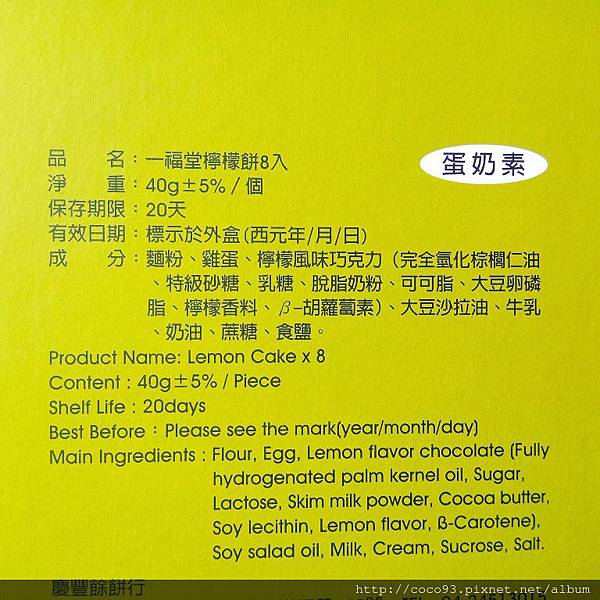 蛋奶素
品　　名：一福堂檸檬餅8入
淨　　重：40g±5% / 個
保存期限：20天
有效日期：標示於外盒(西元年/月/日)
成　　分：麵粉、雞蛋、檸檬風味巧克力（完全氫化棕櫚仁油
、特級砂糖、乳糖、脫脂奶粉、可可脂、大豆卵磷
脂、檸檬香料、β-胡蘿蔔素)、大豆沙拉油、牛乳
、奶油、蔗糖、食鹽。
Product Name: Lemon Cake x 8
Content : 40g±5% / Piece
Shelf Life : 20days
Best Before：Please see the mark(year/month/day)
Main Ingredients : Flour, Egg, Lemon flavor chocolate (Fully
hydrogenated palm kernel oil, Sugar,
Lactose, Skim milk powder, Cocoa butter,
Soy lecithin, Lemon flavor, ß-Carotene),
Soy salad oil, Milk, Cream, Sucrose, Salt.
慶豐餘餅行
http://coco93.pixnet.net/album